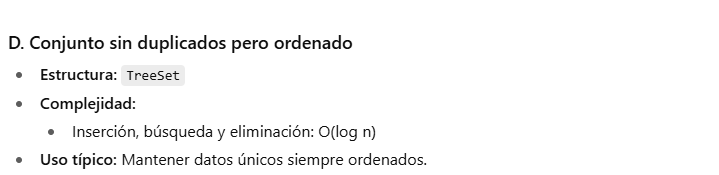 D. Conjunto sin duplicados pero ordenado
• Estructura: TreeSet
• Complejidad:
• Inserción, búsqueda y eliminación: O(log n)
• Uso típico: Mantener datos únicos siempre ordenados.